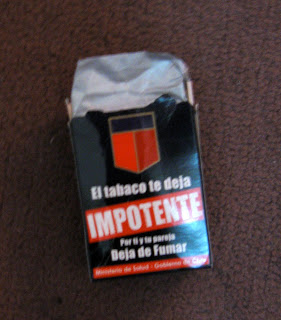 El tabaco te deja
IMPOTENTE
Por ti y tu pareja
Deja de Fumar
Ministerio de Salud - Gobierno de Chile